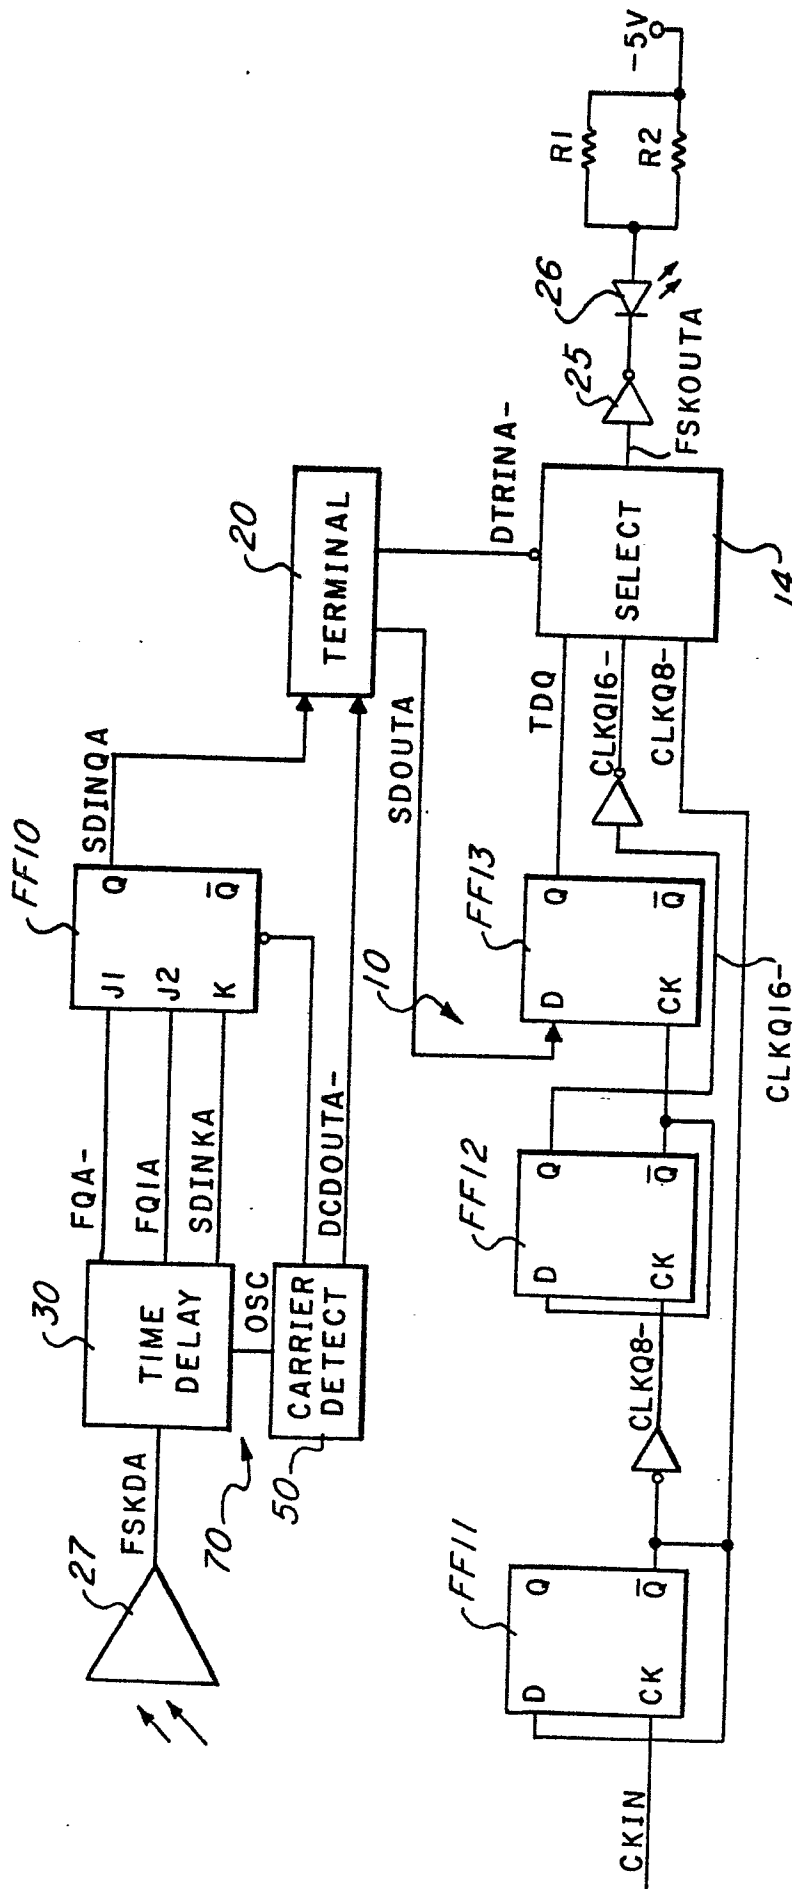 27
FSKDA
70
30
TIME
DELAY
OSC
50
CARRIER
DETECT
FQA-
FQ1A
SDINKA
DCDOUTA-
FF10
J1
J2
K
Q
Q̅
SDINQA
20
TERMINAL
SDOUTA
DTRINA-
10
CKIN
FF11
D
CK
Q
Q̅
CLKQ8-
FF12
D
CK
Q
Q̅
FF13
D
CK
Q
Q̅
CLKQ16-
TDQ
CLKQ16-
CLKQ8-
SELECT
14
FSKOUTA
25
26
R1
R2
-5V